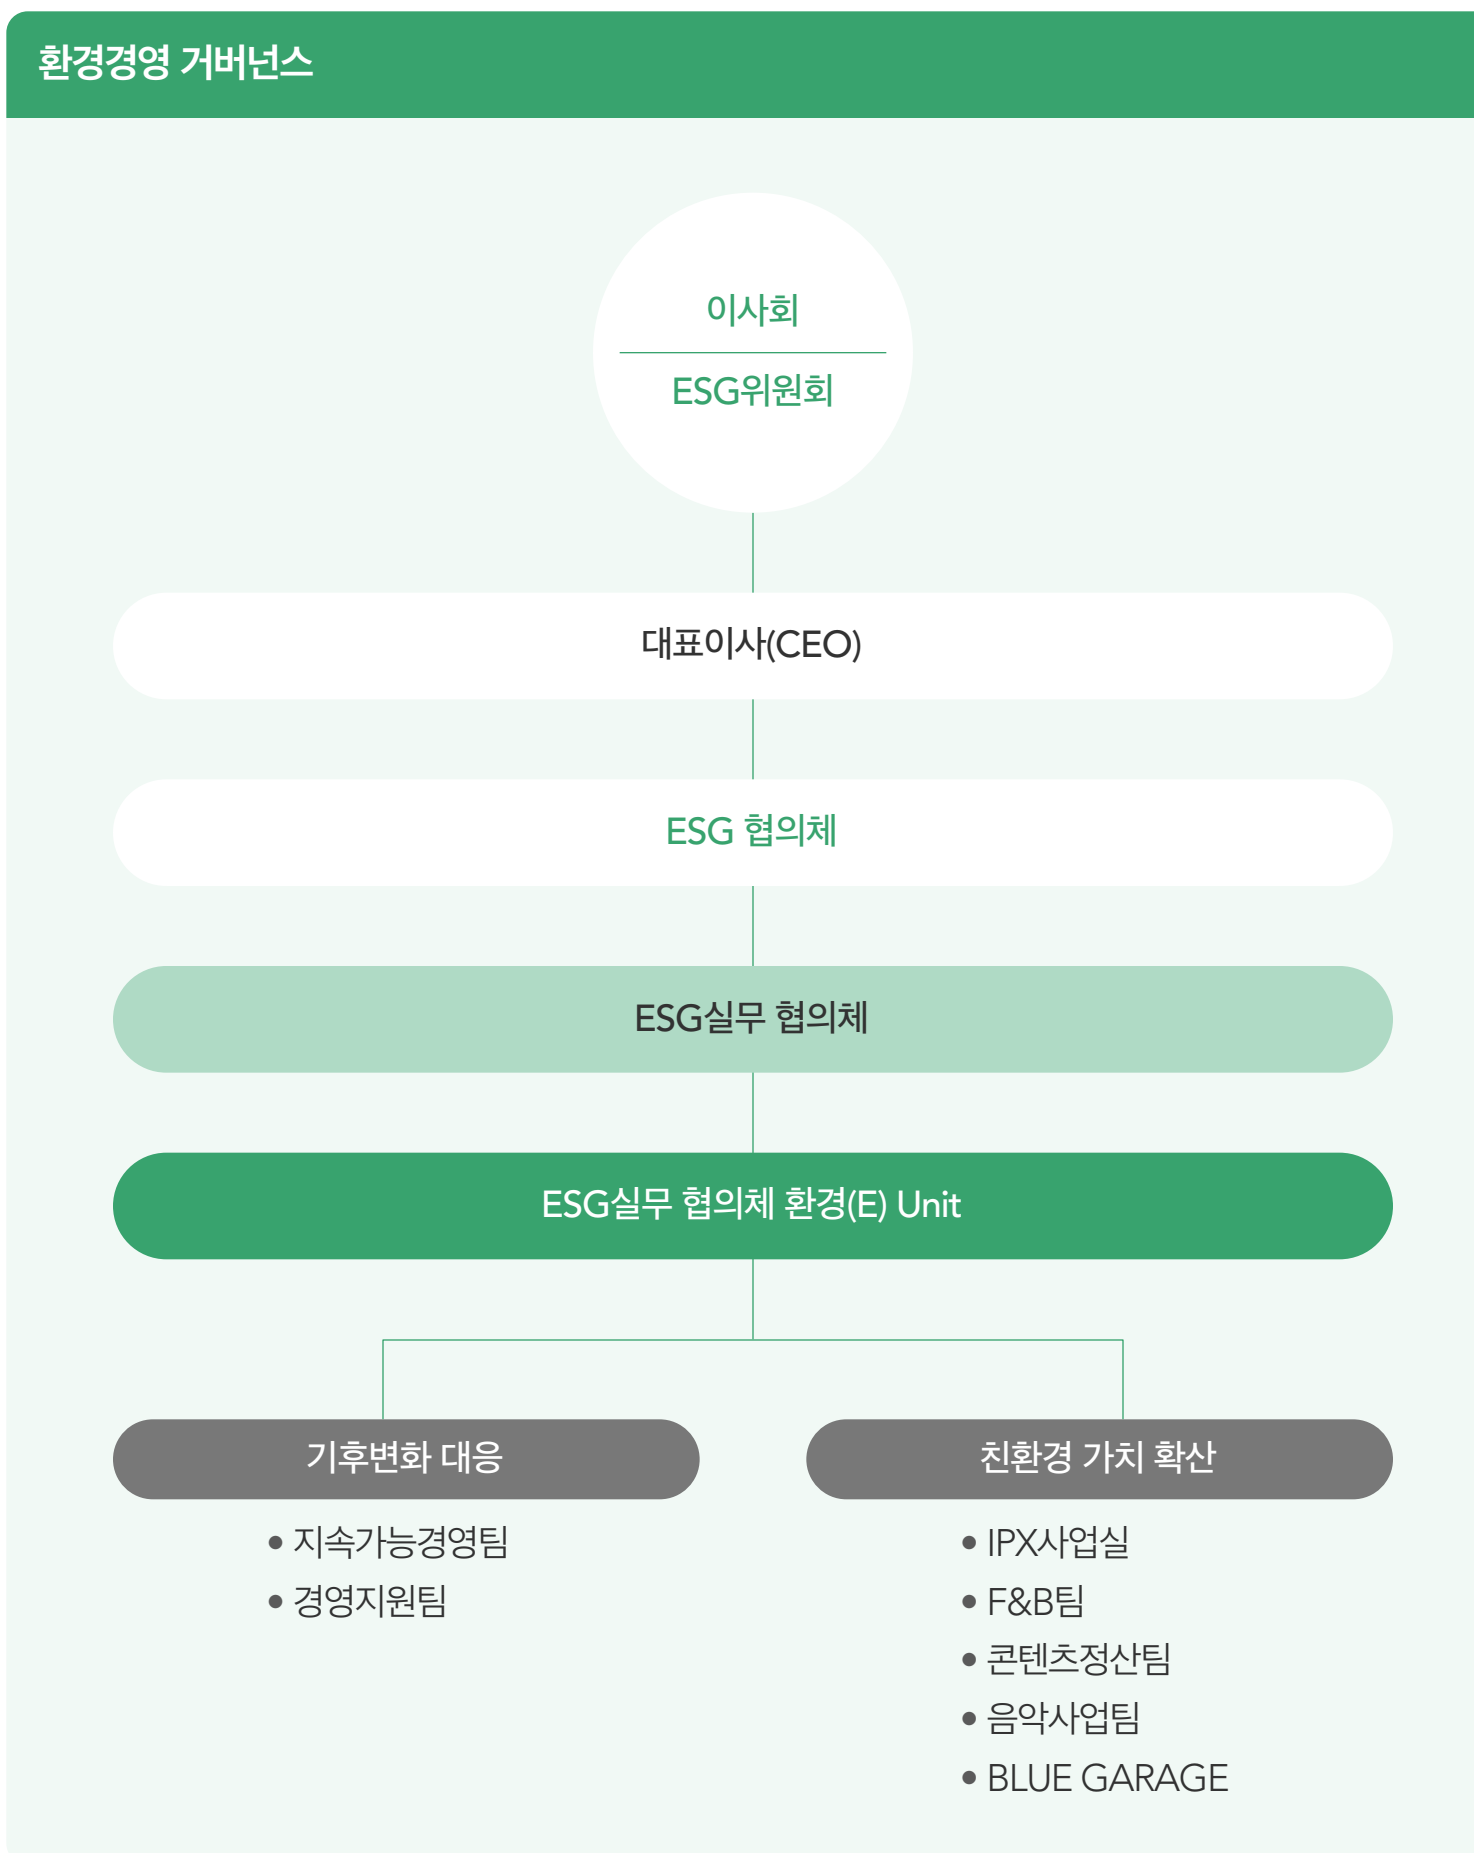 환경경영 거버넌스
이사회
ESG위원회
대표이사(CEO)
ESG 협의체
ESG실무 협의체
ESG실무 협의체 환경(E) Unit
기후변화 대응
• 지속가능경영팀
• 경영지원팀
친환경 가치 확산
• IPX사업실
• F&B팀
• 콘텐츠정산팀
• 음악사업팀
• BLUE GARAGE